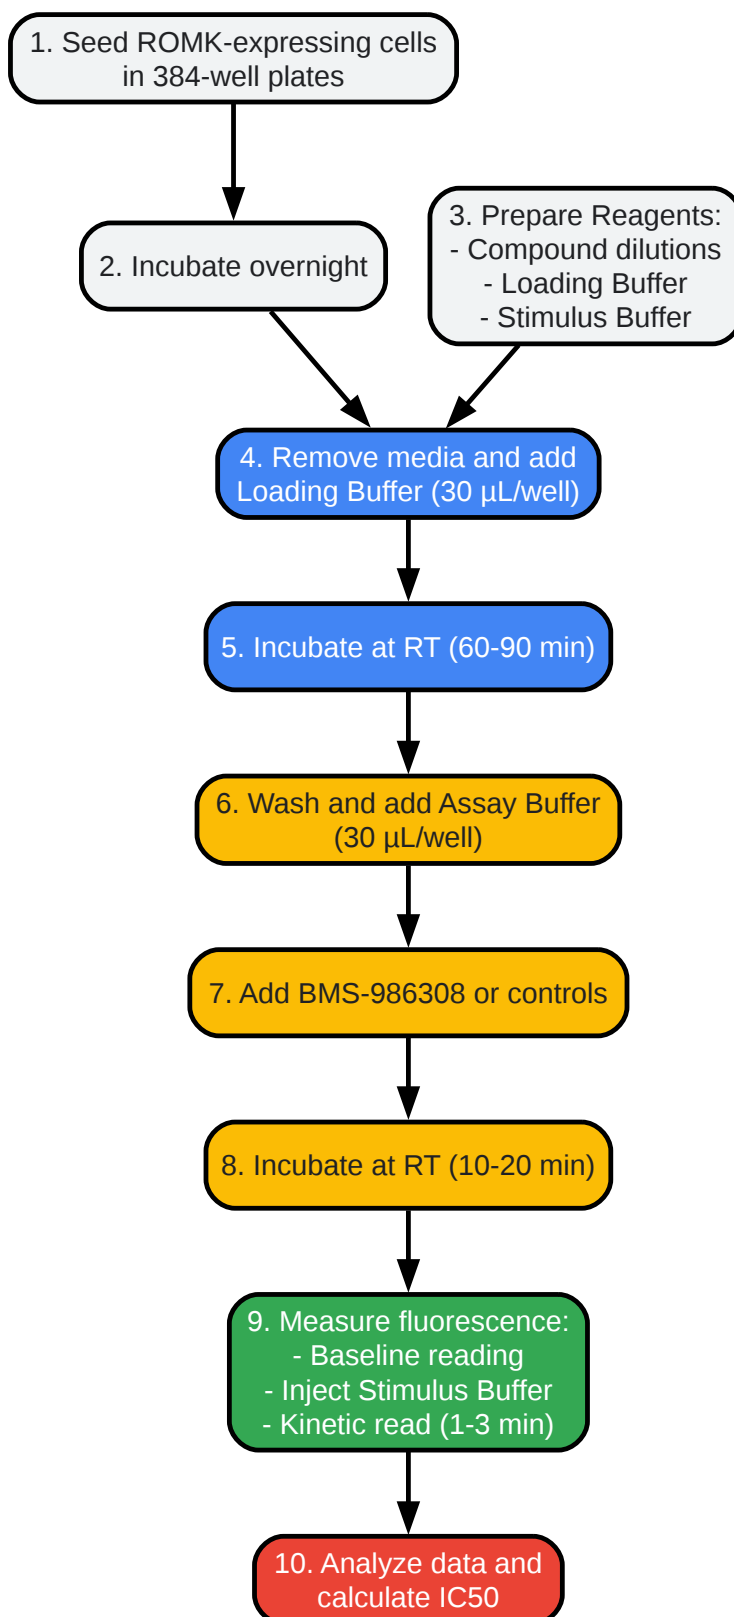 1. Seed ROMK-expressing cells
in 384-well plates
2. Incubate overnight
3. Prepare Reagents:
- Compound dilutions
- Loading Buffer
- Stimulus Buffer
4. Remove media and add
Loading Buffer (30 µL/well)
5. Incubate at RT (60-90 min)
6. Wash and add Assay Buffer
(30 µL/well)
7. Add BMS-986308 or controls
8. Incubate at RT (10-20 min)
9. Measure fluorescence:
- Baseline reading
- Inject Stimulus Buffer
- Kinetic read (1-3 min)
10. Analyze data and
calculate IC50